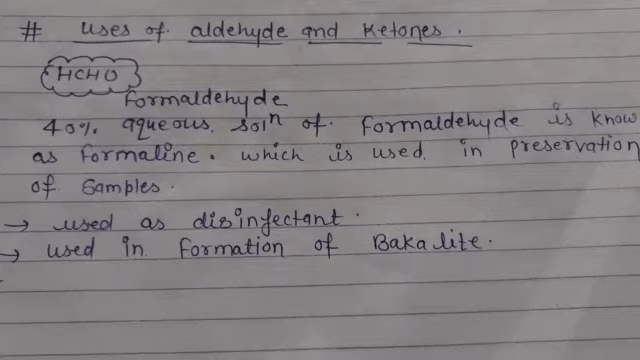 # uses of aldehyde and Ketones.
HCHO
Formaldehyde
40% aqueous. solⁿ of formaldehyde is know
as formaline. which is used in preservation
of samples.
→ used as disinfectant.
→ used in formation of Bakalite.